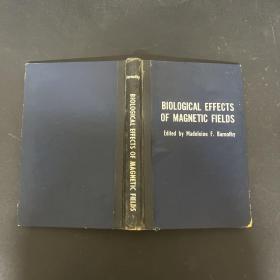 barnothy
BIOLOGICAL EFFECTS OF MAGNETIC FIELDS
BIOLOGICAL EFFECTS
OF MAGNETIC FIELDS
Edited by Madeleine F. Barnothy